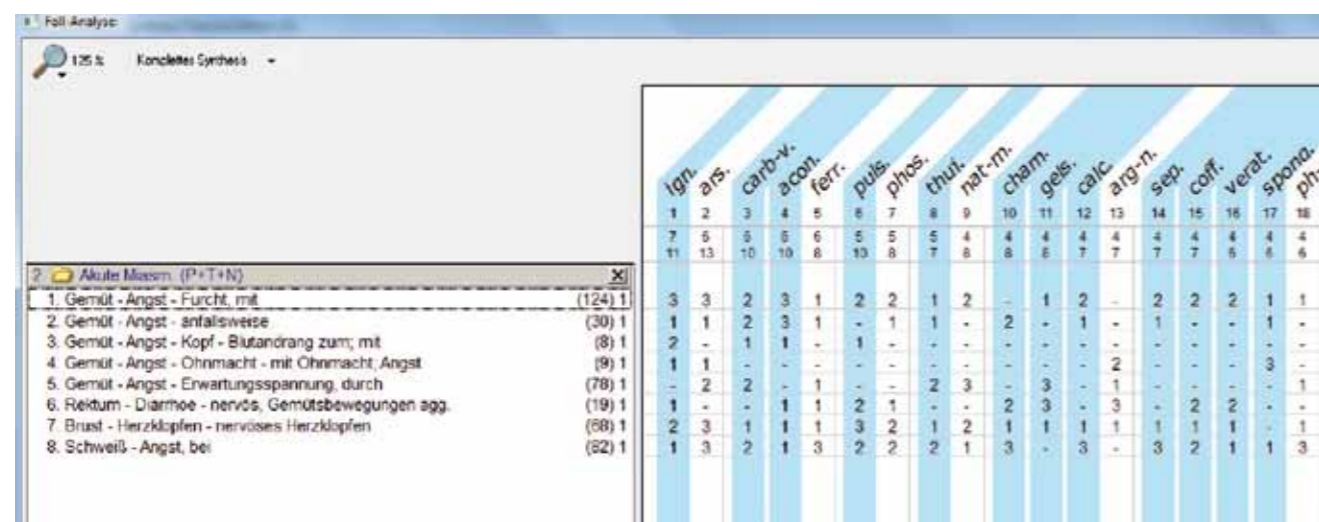 Fall-Analyse
125 % Komplettes Synthesis
ign. ars. carb-v. acon. ferr. puls. phos. thui. nat-m. cham. gels. calc. arg-n. sep. coff. verat. spong. ph-
1 2 3 4 5 6 7 8 9 10 11 12 13 14 15 16 17 18
7 5 6 6 5 5 5 4 4 4 4 4 4 4 4 4 4
11 13 10 10 8 10 8 7 8 8 7 7 7 7 6 6 6
2. Akute Miasm. (P+T+N)
1. Gemüt - Angst - Furcht, mit (124) 1 3 3 2 3 1 2 2 1 2 - 1 2 - 2 2 2 1 1
2. Gemüt - Angst - anfallsweise (30) 1 1 1 2 3 1 - 1 1 - 2 - 1 - 1 - - 1 -
3. Gemüt - Angst - Kopf - Blutandrang zum; mit (8) 1 2 - 1 1 - 1 - - - - - - - - - - - -
4. Gemüt - Angst - Ohnmacht - mit Ohnmacht; Angst (9) 1 1 1 - - - - - - - - - - 2 - - - 3 -
5. Gemüt - Angst - Erwartungsspannung, durch (78) 1 - 2 2 - 1 - - 2 3 - 3 - 1 - - - - 1
6. Rektum - Diarrhoe - nervös, Gemütsbewegungen agg. (19) 1 1 - - 1 1 2 1 - - 2 3 - 3 - 2 2 - -
7. Brust - Herzklopfen - nervöses Herzklopfen (68) 1 2 3 1 1 1 3 2 1 2 1 1 1 1 1 1 1 - 1
8. Schweiß - Angst, bei (82) 1 1 3 2 1 3 2 2 2 1 3 - 3 - 3 2 1 1 3